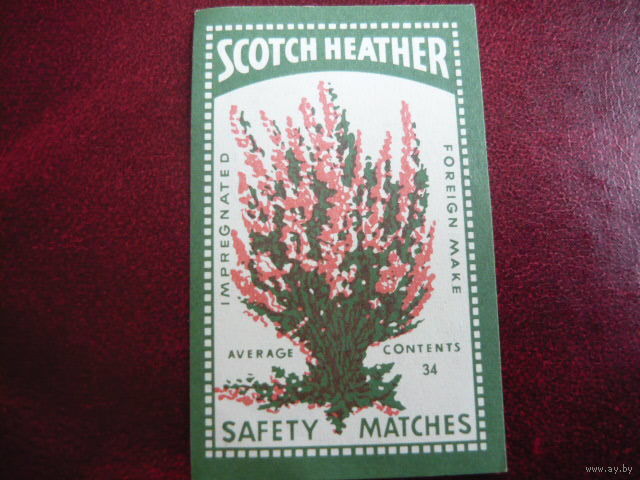 SCOTCH HEATHER
IMPREGNATED
FOREIGN MAKE
AVERAGE CONTENTS
34
SAFETY MATCHES
www.ay.by